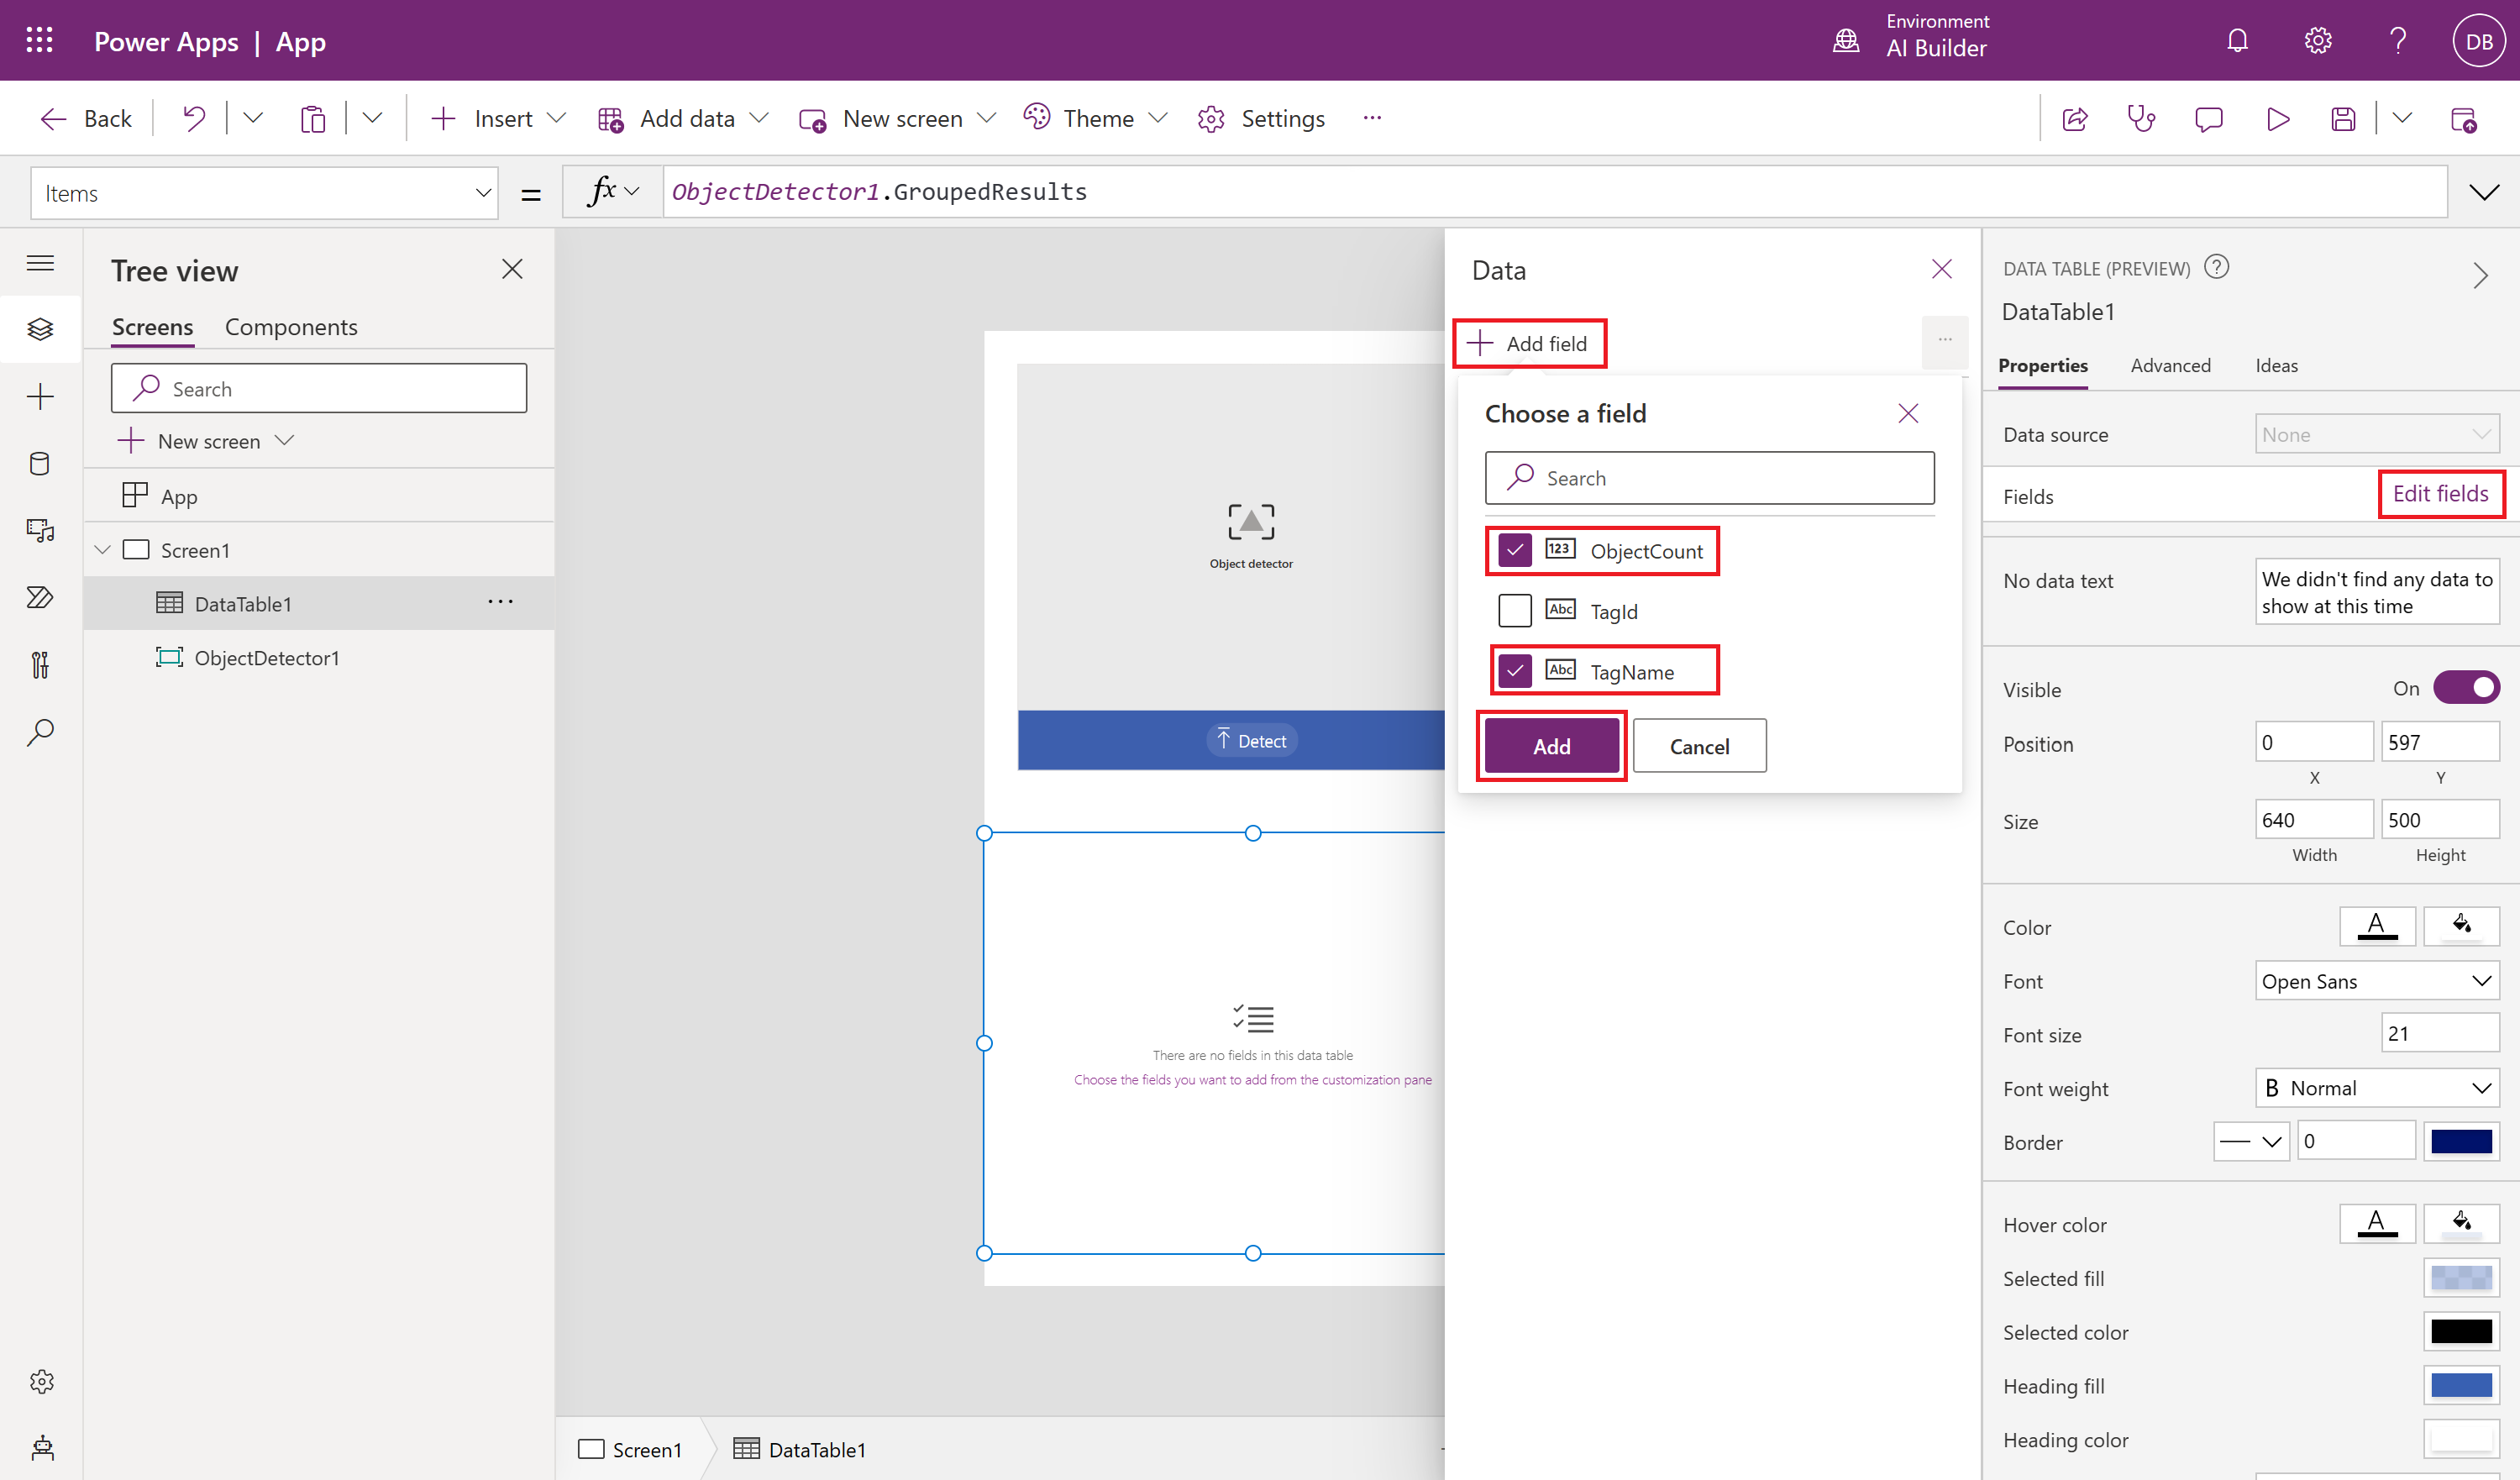 Power Apps | App
Environment
AI Builder
DB
Back
Insert
Add data
New screen
Theme
Settings
Items
=
fx
ObjectDetector1.GroupedResults
Tree view
Screens
Components
Search
New screen
App
Screen1
DataTable1
ObjectDetector1
Object detector
Detect
There are no fields in this data table
Choose the fields you want to add from the customization pane
Screen1
DataTable1
Data
Add field
Choose a field
Search
123 ObjectCount
Abc TagId
Abc TagName
Add
Cancel
DATA TABLE (PREVIEW)
DataTable1
Properties
Advanced
Ideas
Data source
None
Fields
Edit fields
No data text
We didn't find any data to
show at this time
Visible
On
Position
0
597
X
Y
Size
640
500
Width
Height
Color
A
Font
Open Sans
Font size
21
Font weight
B Normal
Border
0
Hover color
A
Selected fill
Selected color
Heading fill
Heading color